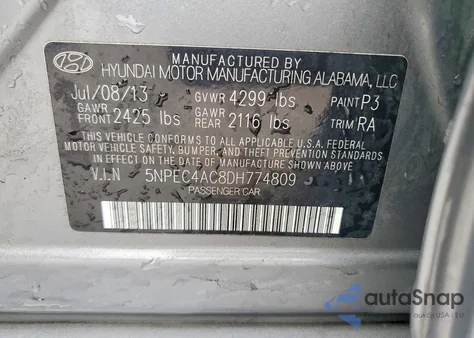 MANUFACTURED BY
HYUNDAI MOTOR MANUFACTURING ALABAMA, LLC
Jul/08/13 GVWR 4299 lbs PAINT P3
GAWR FRONT 2425 lbs GAWR REAR 2116 lbs TRIM RA
THIS VEHICLE CONFORMS TO ALL APPLICABLE U.S.A. FEDERAL
MOTOR VEHICLE SAFETY, BUMPER, AND THEFT PREVENTION
STANDARDS IN EFFECT ON THE DATE OF MANUFACTURE SHOWN ABOVE.
V.I.N 5NPEC4AC8DH774809
PASSENGER CAR
autoSnap